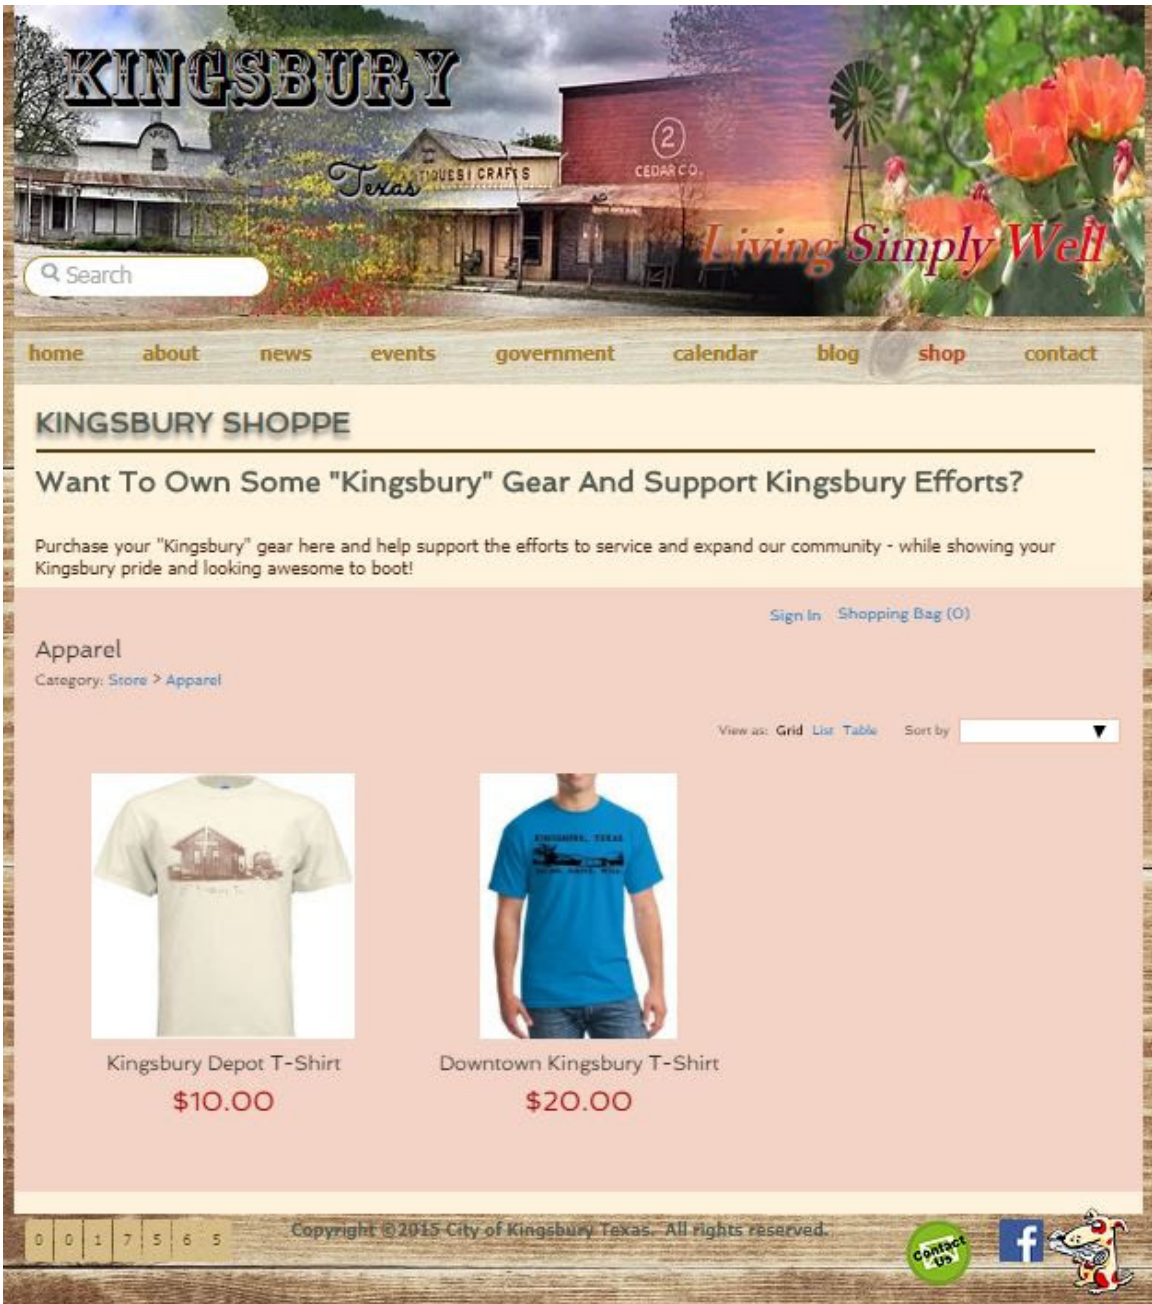 KINGSBURY
Texas
2
CEDAR CO.
Living Simply Well
Search
home about news events government calendar blog shop contact
KINGSBURY SHOPPE
Want To Own Some "Kingsbury" Gear And Support Kingsbury Efforts?
Purchase your "Kingsbury" gear here and help support the efforts to service and expand our community - while showing your
Kingsbury pride and looking awesome to boot!
Sign In Shopping Bag (0)
Apparel
Category: Store > Apparel
View as: Grid List Table Sort by
KINGSBURY, TEXAS
Kingsbury Depot T-Shirt Downtown Kingsbury T-Shirt
$10.00 $20.00
0 0 1 7 5 6 5
Copyright ©2015 City of Kingsbury Texas. All rights reserved.
Contact
Us
f